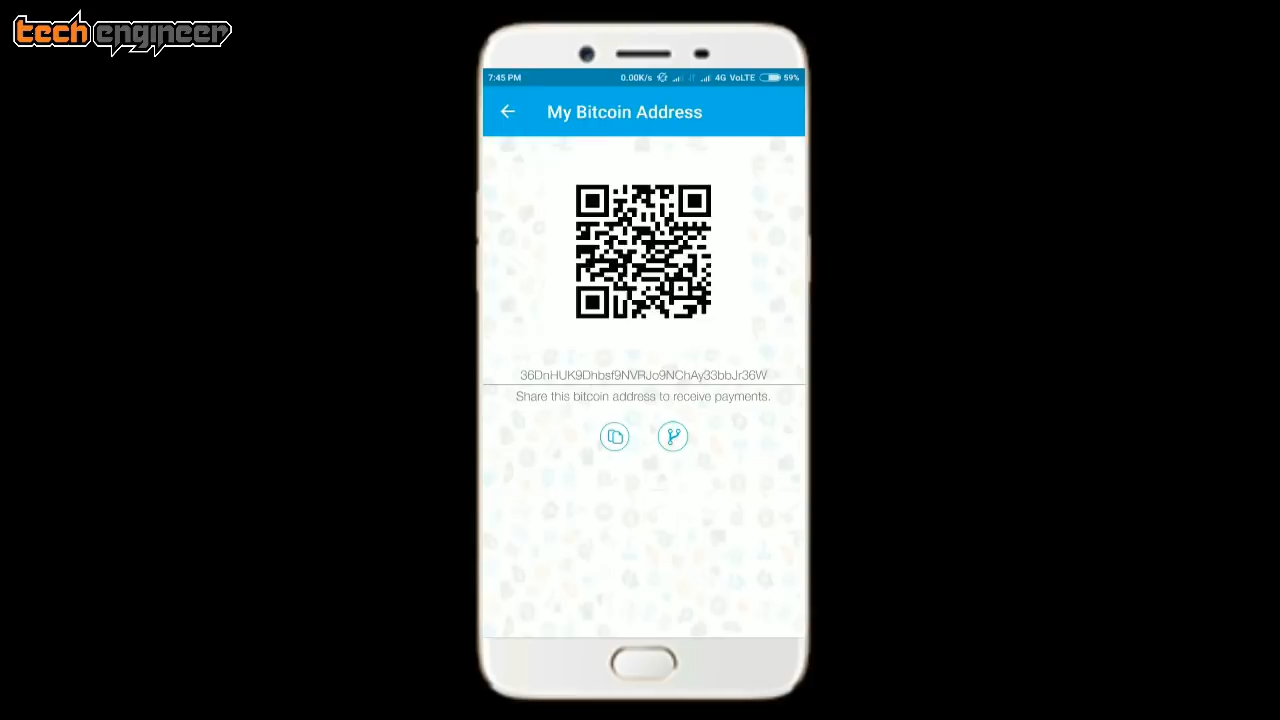 tech engineer
7:45 PM 0.00K/s 4G VoLTE 59%
My Bitcoin Address
36DnHUK9Dhbsf9NVRJo9NChAy33bbJr36W
Share this bitcoin address to receive payments.